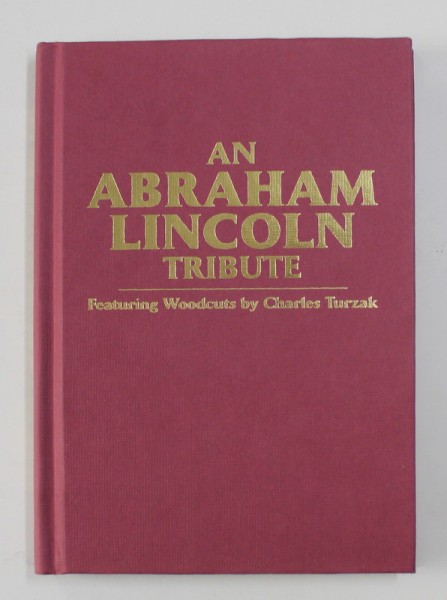 AN
ABRAHAM
LINCOLN
TRIBUTE
Featuring Woodcuts by Charles Turzak